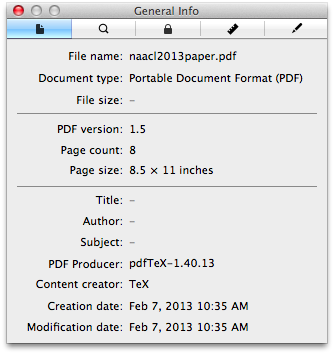 General Info
File name: naacl2013paper.pdf
Document type: Portable Document Format (PDF)
File size: –
PDF version: 1.5
Page count: 8
Page size: 8.5 × 11 inches
Title: –
Author: –
Subject: –
PDF Producer: pdfTeX-1.40.13
Content creator: TeX
Creation date: Feb 7, 2013 10:35 AM
Modification date: Feb 7, 2013 10:35 AM